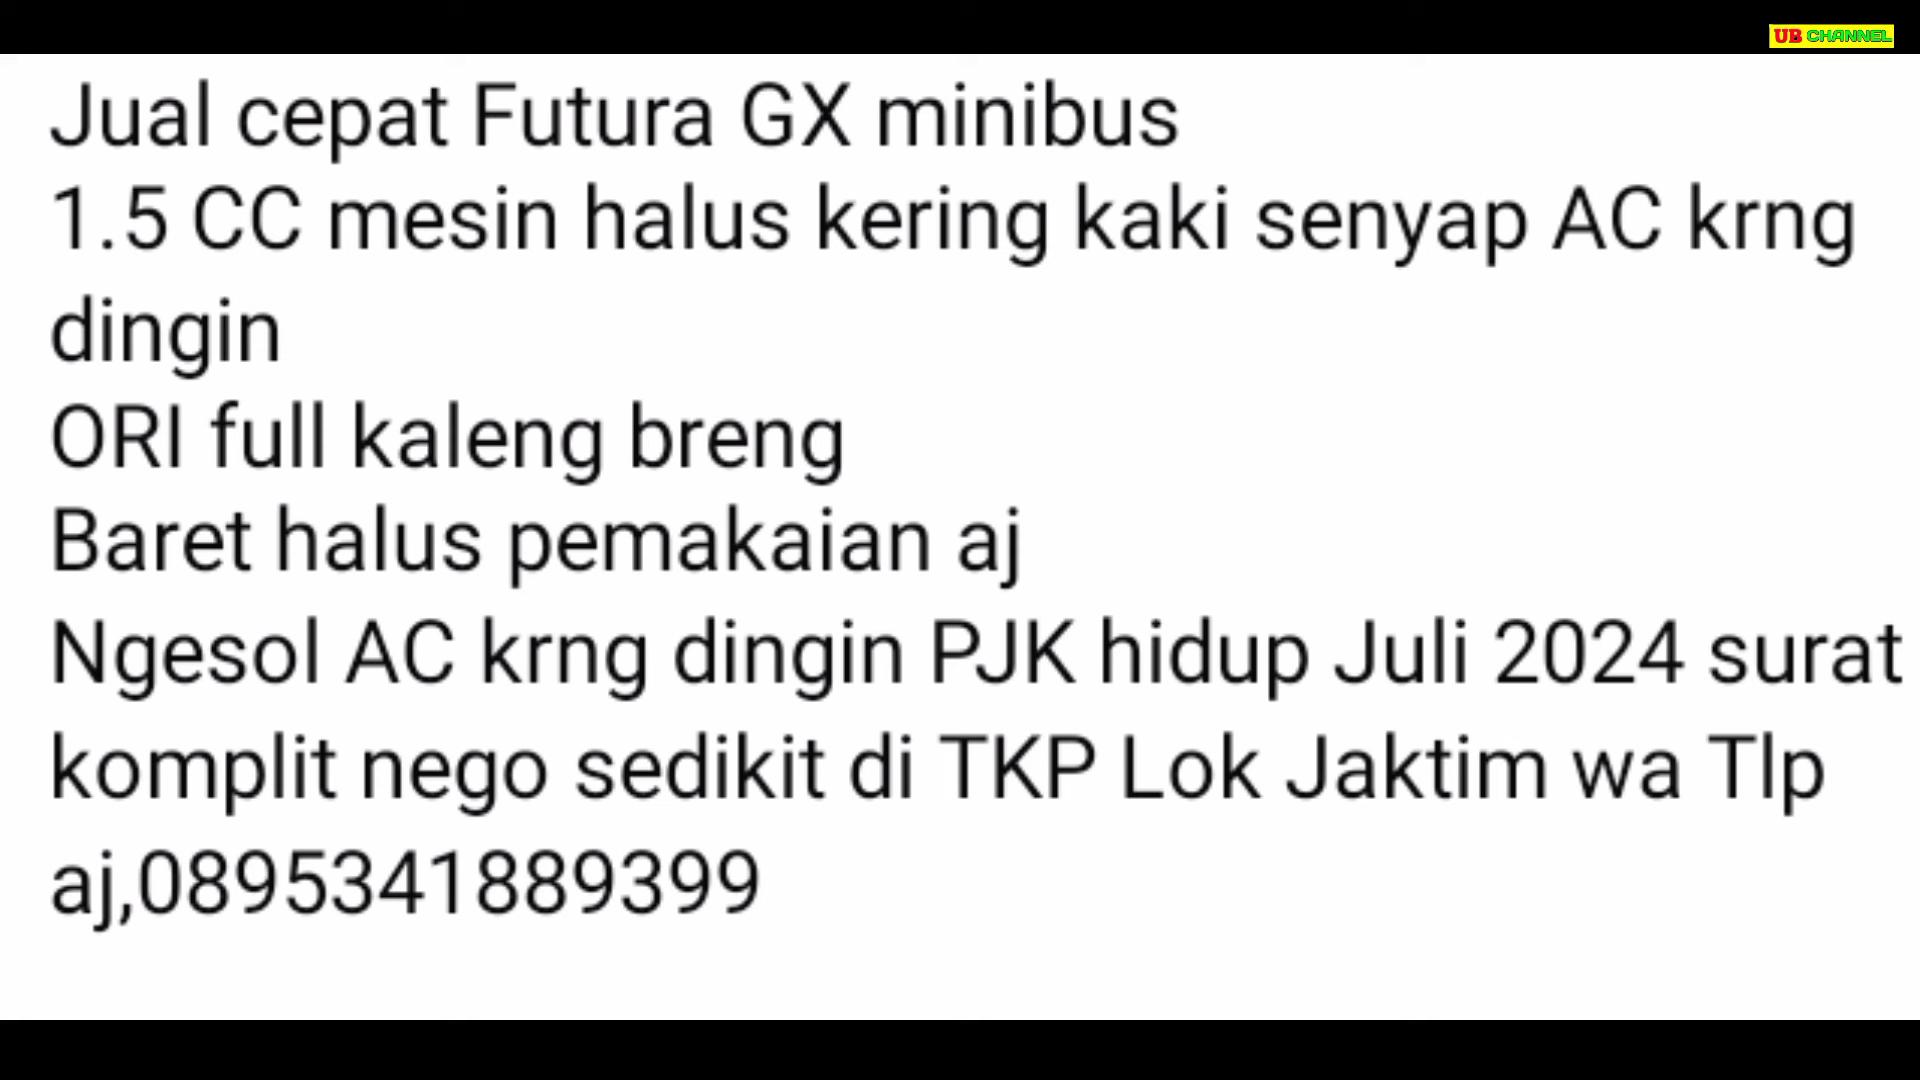 UB CHANNEL
Jual cepat Futura GX minibus
1.5 CC mesin halus kering kaki senyap AC krng
dingin
ORI full kaleng breng
Baret halus pemakaian aj
Ngesol AC krng dingin PJK hidup Juli 2024 surat
komplit nego sedikit di TKP Lok Jaktim wa Tlp
aj,0895341889399